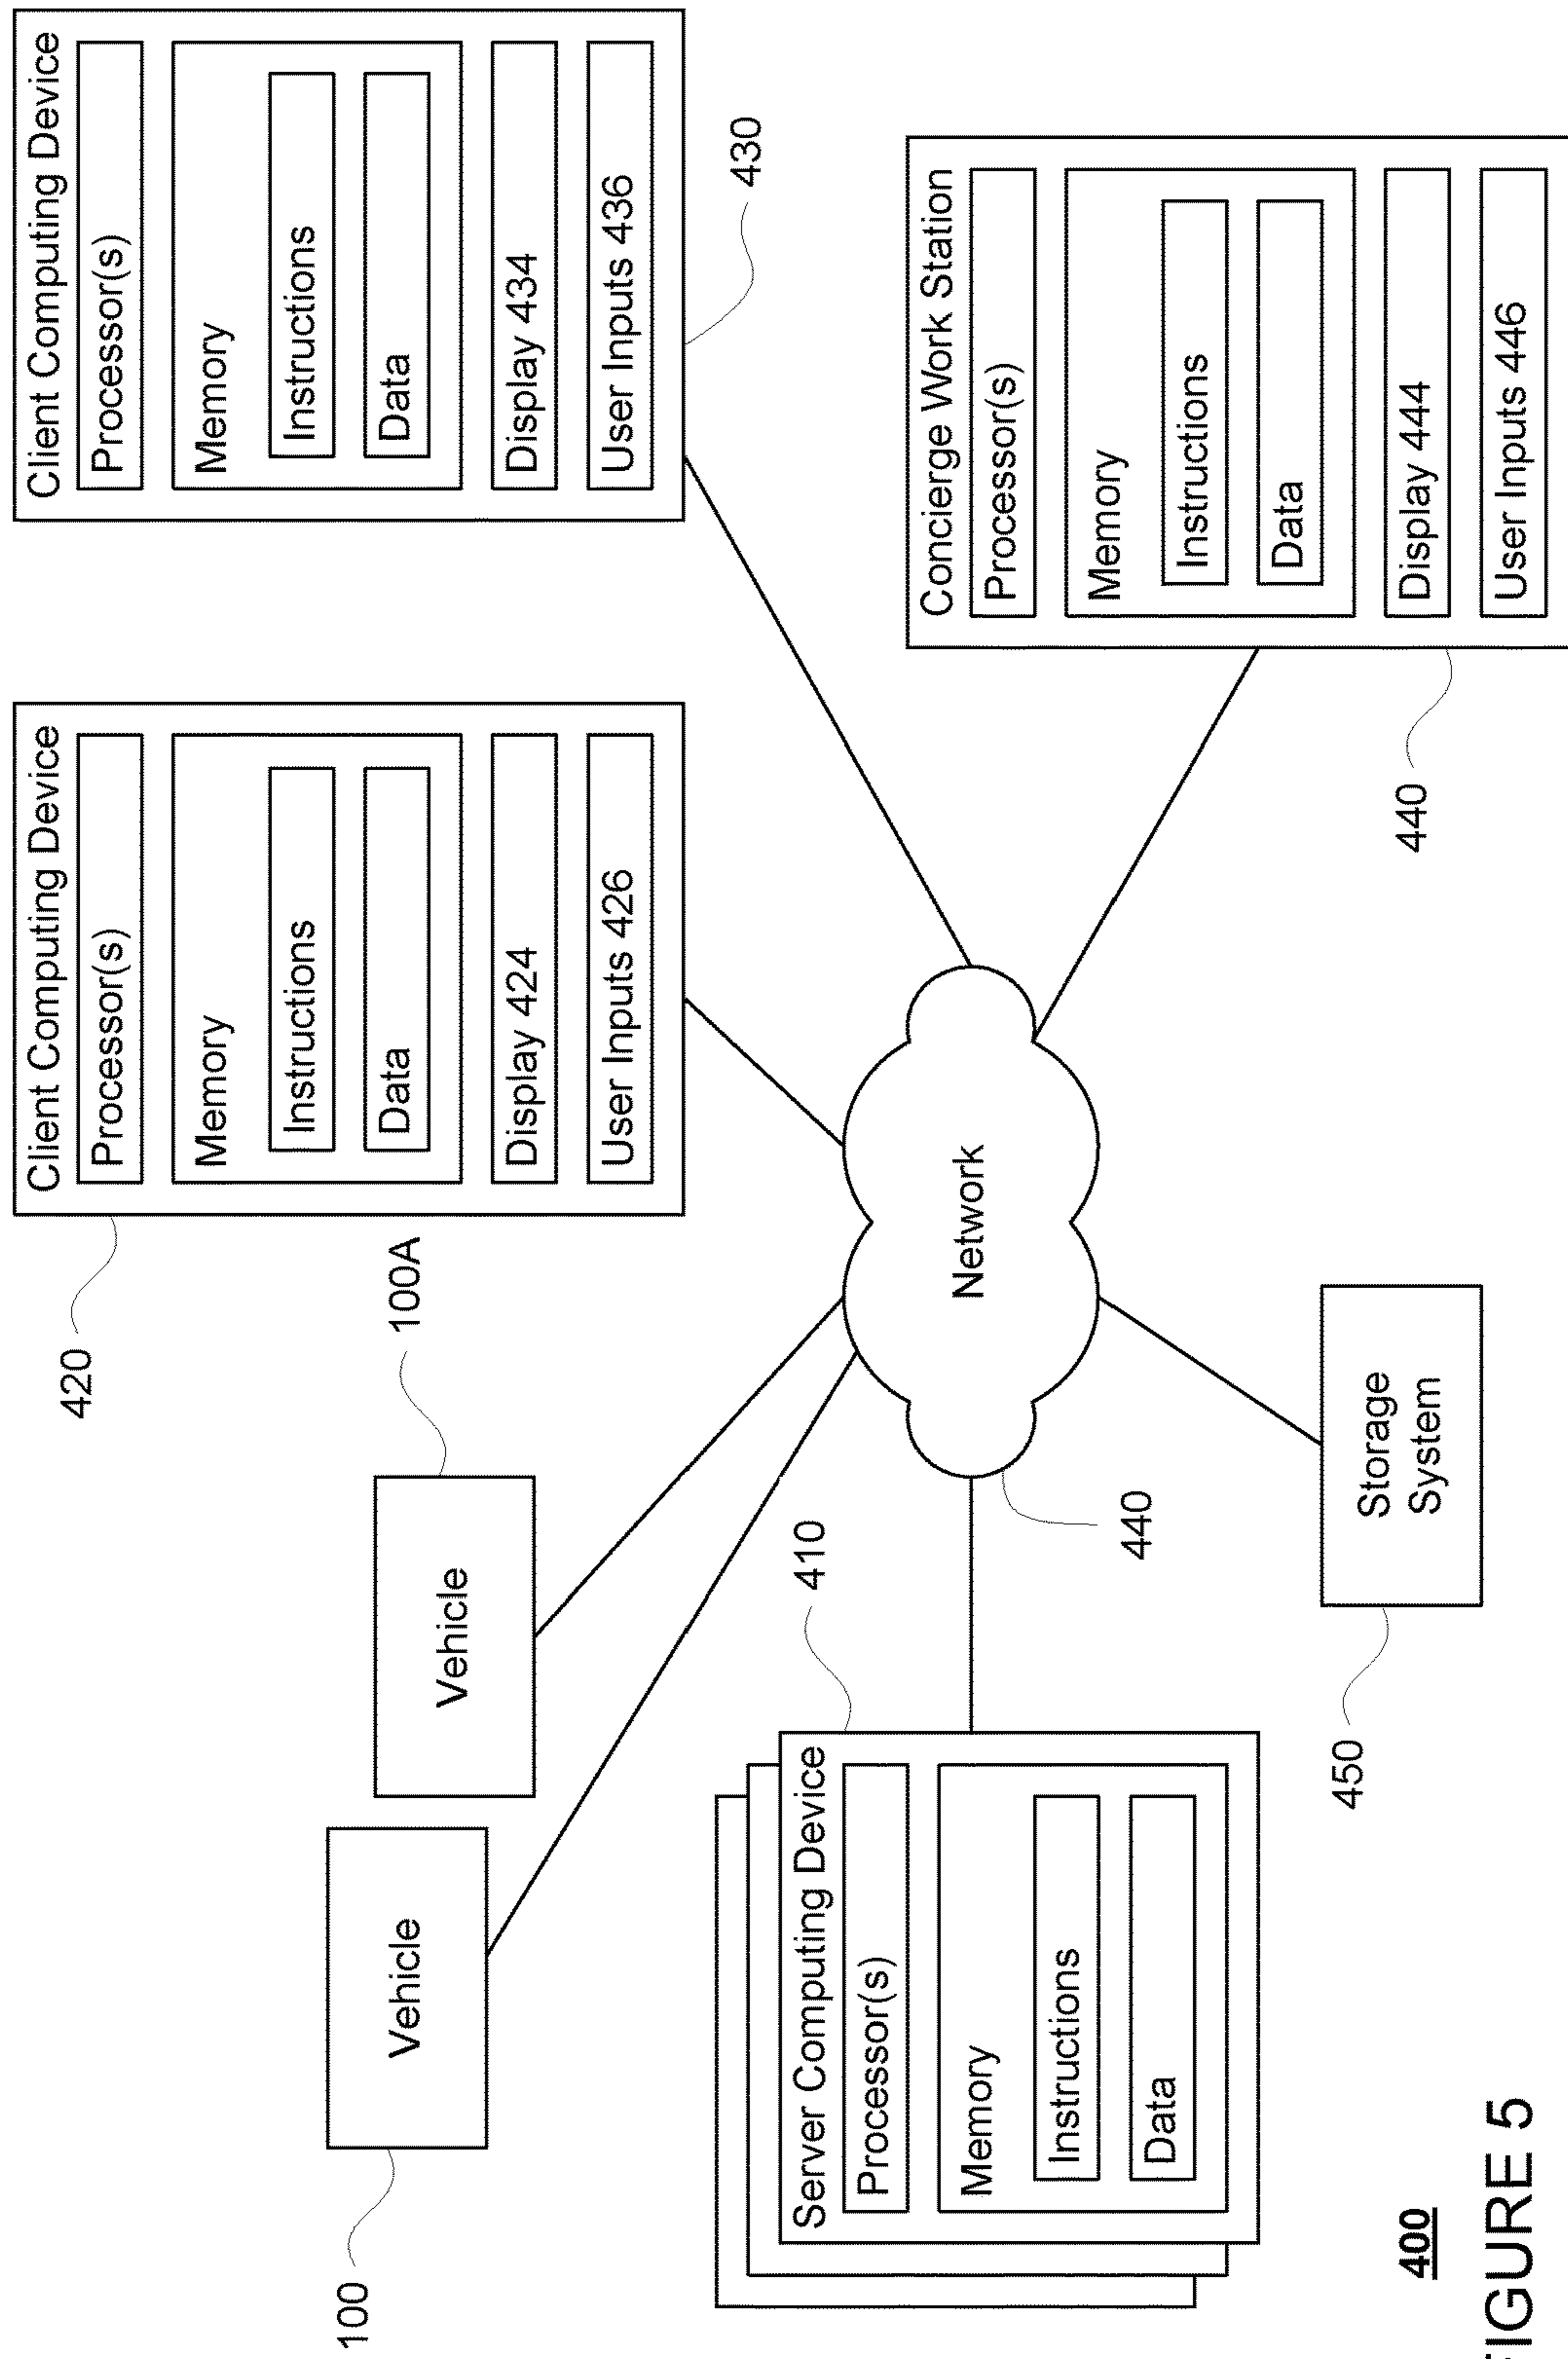 Client Computing Device
Processor(s)
Memory
Instructions
Data
Display 424
User Inputs 426
420
Client Computing Device
Processor(s)
Memory
Instructions
Data
Display 434
User Inputs 436
430
Vehicle
100
Vehicle
100A
Server Computing Device
Processor(s)
Memory
Instructions
Data
410
Network
440
Concierge Work Station
Processor(s)
Memory
Instructions
Data
Display 444
User Inputs 446
440
Storage
System
450
400
FIGURE 5